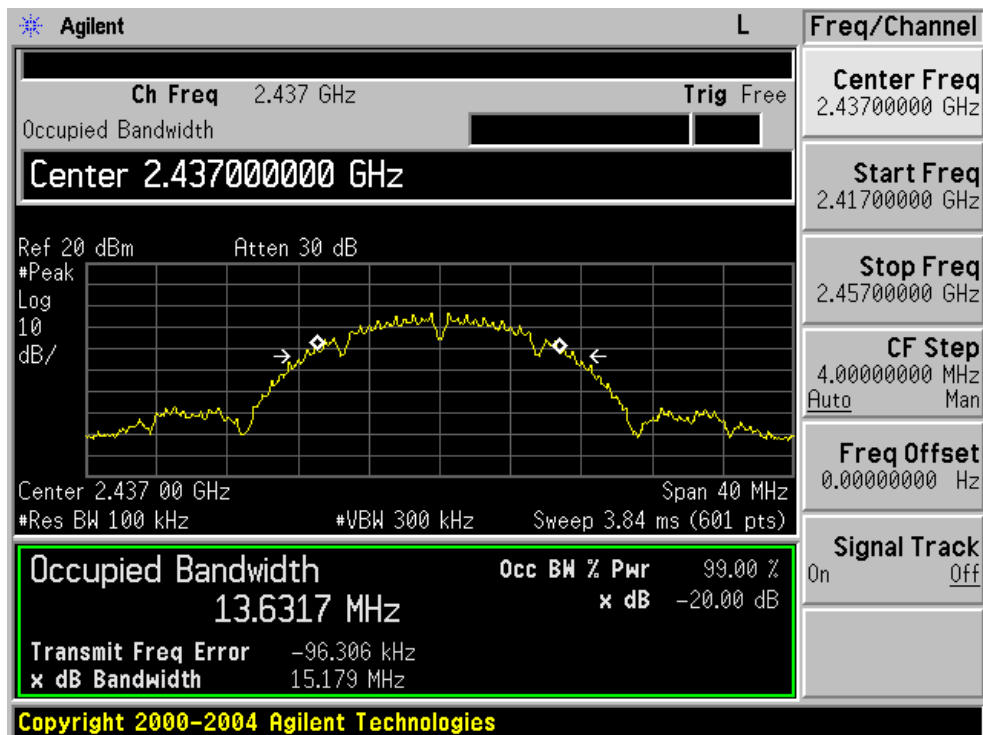 Agilent L
Ch Freq 2.437 GHz Trig Free
Occupied Bandwidth
Center 2.437000000 GHz
Ref 20 dBm Atten 30 dB
#Peak
Log
10
dB/
Center 2.437 00 GHz Span 40 MHz
#Res BW 100 kHz #VBW 300 kHz Sweep 3.84 ms (601 pts)
Occupied Bandwidth Occ BW % Pwr 99.00 %
13.6317 MHz x dB -20.00 dB
Transmit Freq Error -96.306 kHz
x dB Bandwidth 15.179 MHz
Copyright 2000-2004 Agilent Technologies
Freq/Channel
Center Freq
2.43700000 GHz
Start Freq
2.41700000 GHz
Stop Freq
2.45700000 GHz
CF Step
4.00000000 MHz
Auto Man
Freq Offset
0.00000000 Hz
Signal Track
On Off